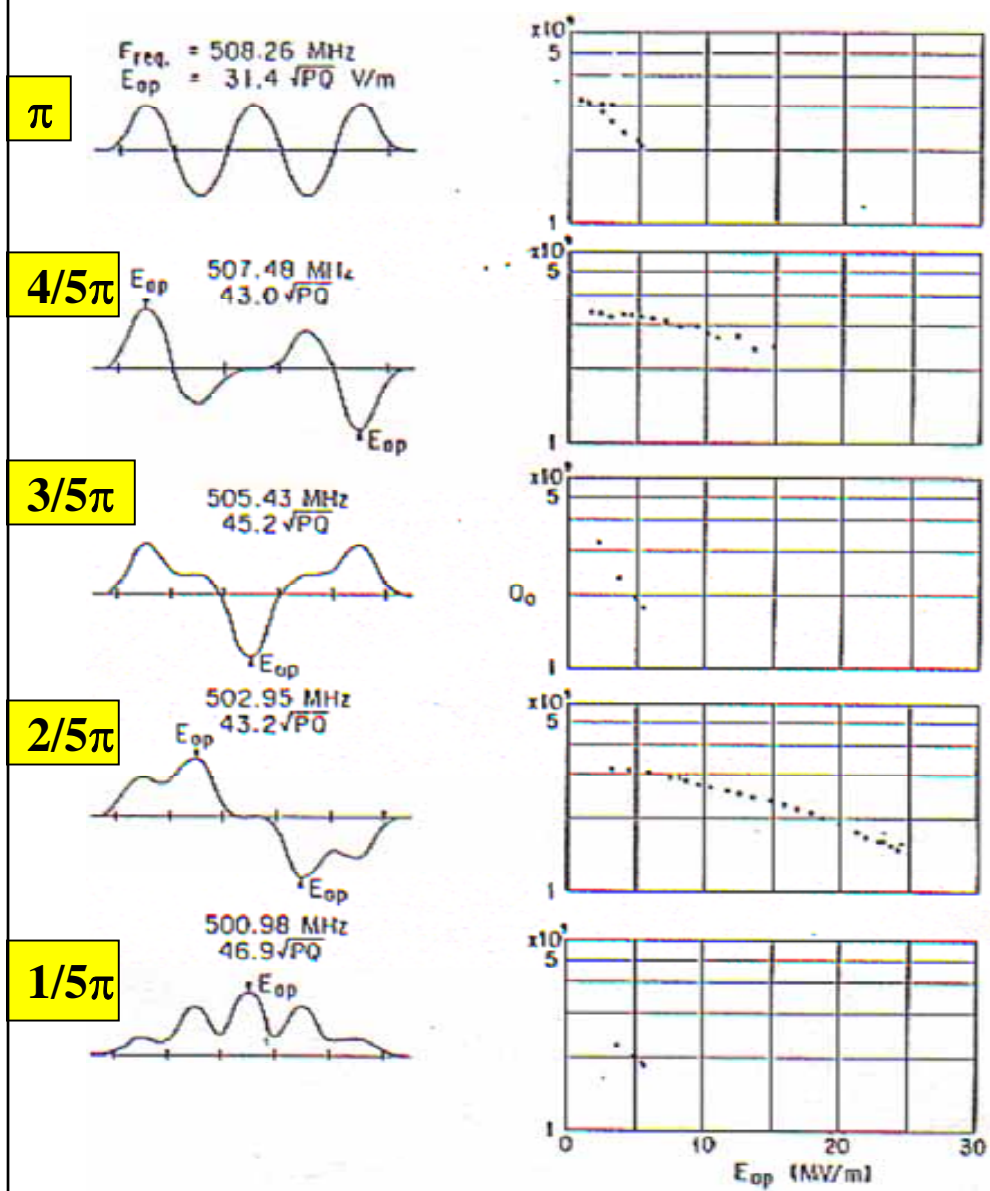 Freq. = 508.26 MHz
Eop = 31.4 √PQ V/m
π
x10⁹
5
1
4/5π
Eop
507.48 MHz
43.0 √PQ
Eop
x10⁹
5
1
3/5π
505.43 MHz
45.2 √PQ
Eop
x10⁹
5
Qo
1
2/5π
502.95 MHz
43.2 √PQ
Eop
Eop
x10⁹
5
1
1/5π
500.98 MHz
46.9 √PQ
Eop
x10⁹
5
1
0 10 20 30
Eop (MV/m)